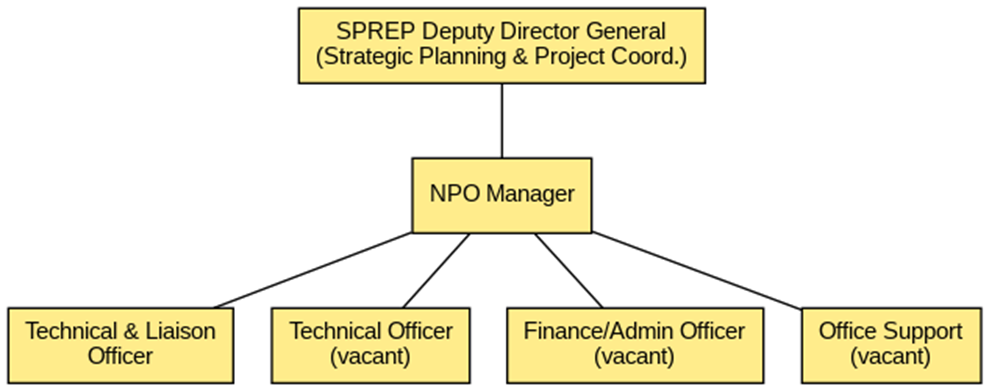 SPREP Deputy Director General
(Strategic Planning & Project Coord.)
NPO Manager
Technical & Liaison
Officer
Technical Officer
(vacant)
Finance/Admin Officer
(vacant)
Office Support
(vacant)